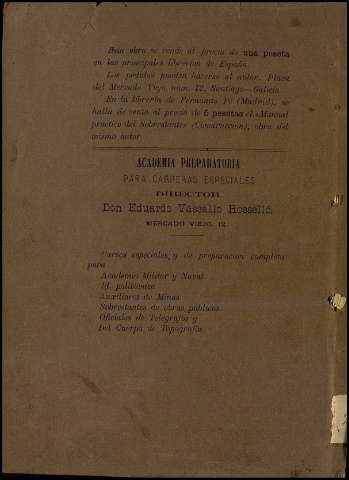 Esta obra se vende al precio de una peseta
en las principales librerías de España.
Los pedidos pueden hacerse al autor, Plaza
del Mercado Viejo, núm. 12, Santiago—Galicia.
En la librería de Fernando Fé (Madrid), se
halla de venta al precio de 5 pesetas el «Manual
práctico del Sobrestante» (Construcción), obra del
mismo autor.
ACADEMIA PREPARATORIA
PARA CARRERAS ESPECIALES
DIRECTOR
Don Eduardo Vassallo Rosselló.
MERCADO VIEJO, 12.
Cursos especiales y de preparación completa
para
Academia Militar y Naval.
Id. politécnica
Auxiliares de Minas.
Sobrestantes de obras públicas.
Oficiales de Telégrafos y
Del Cuerpo de Topógrafos.